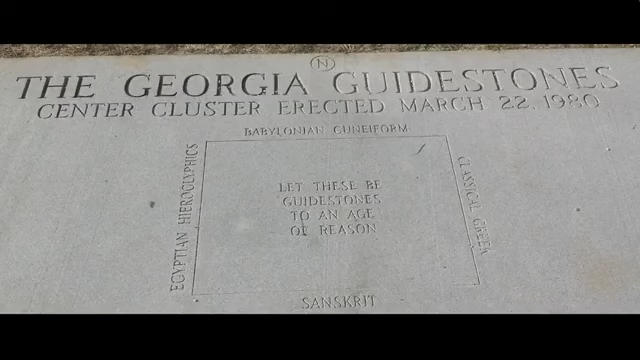 N
THE GEORGIA GUIDESTONES
CENTER CLUSTER ERECTED MARCH 22, 1980
BABYLONIAN CUNEIFORM
EGYPTIAN HIEROGLYPHICS
CLASSICAL GREEK
LET THESE BE
GUIDESTONES
TO AN AGE
OF REASON
SANSKRIT